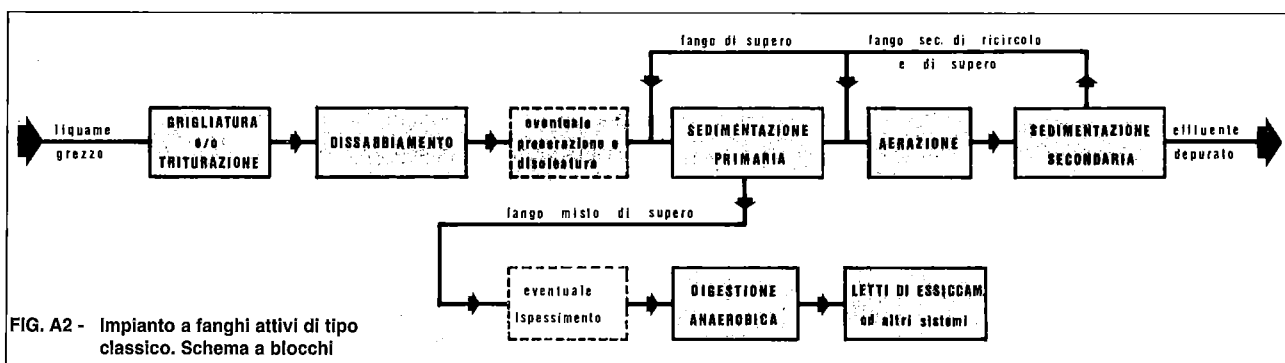 fango di supero
fango sec. di ricircolo
e di supero
liquame
grezzo
GRIGLIATURA
e/o
TRITURAZIONE
DISSABBIAMENTO
eventuale
preaerazione e
disoleatura
SEDIMENTAZIONE
PRIMARIA
AERAZIONE
SEDIMENTAZIONE
SECONDARIA
effluente
depurato
fango misto di supero
eventuale
ispessimento
DIGESTIONE
ANAEROBICA
LETTI DI ESSICCAM.
ed altri sistemi
FIG. A2 - Impianto a fanghi attivi di tipo
classico. Schema a blocchi